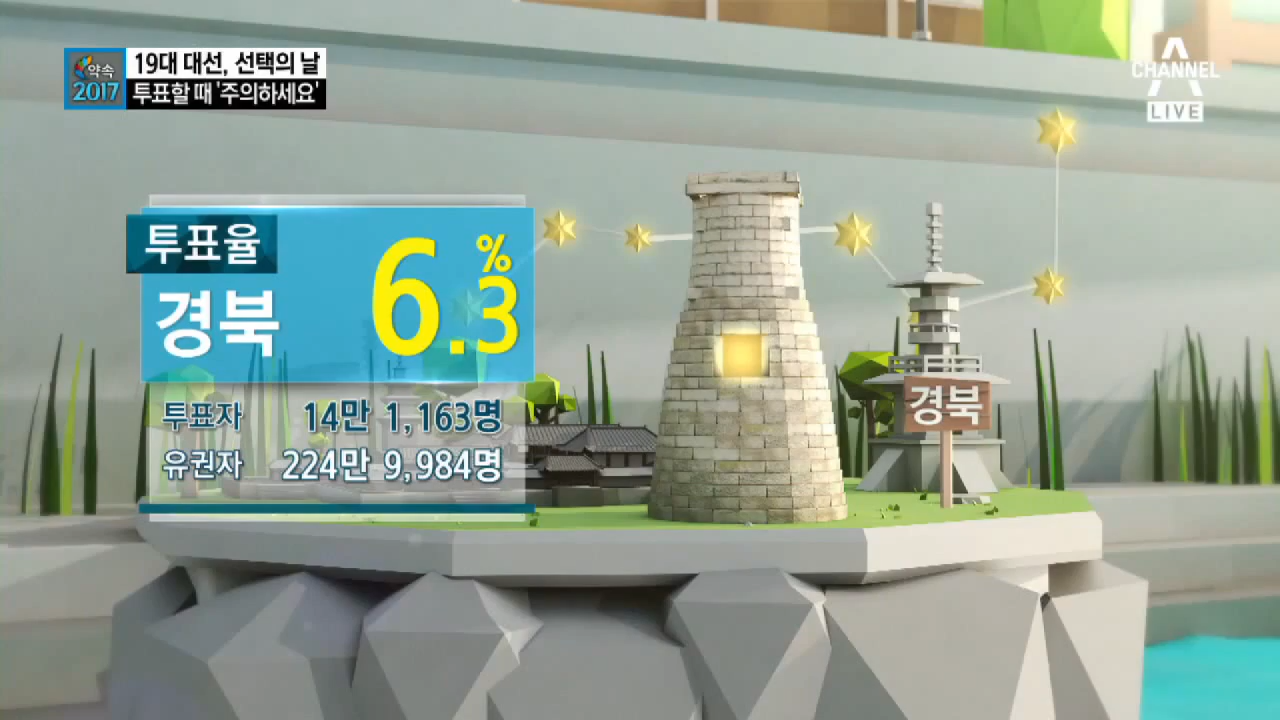 약속
2017
19대 대선, 선택의 날
투표할 때 '주의하세요'
CHANNEL A
LIVE
투표율
경북
6.3%
투표자 14만 1,163명
유권자 224만 9,984명
경북